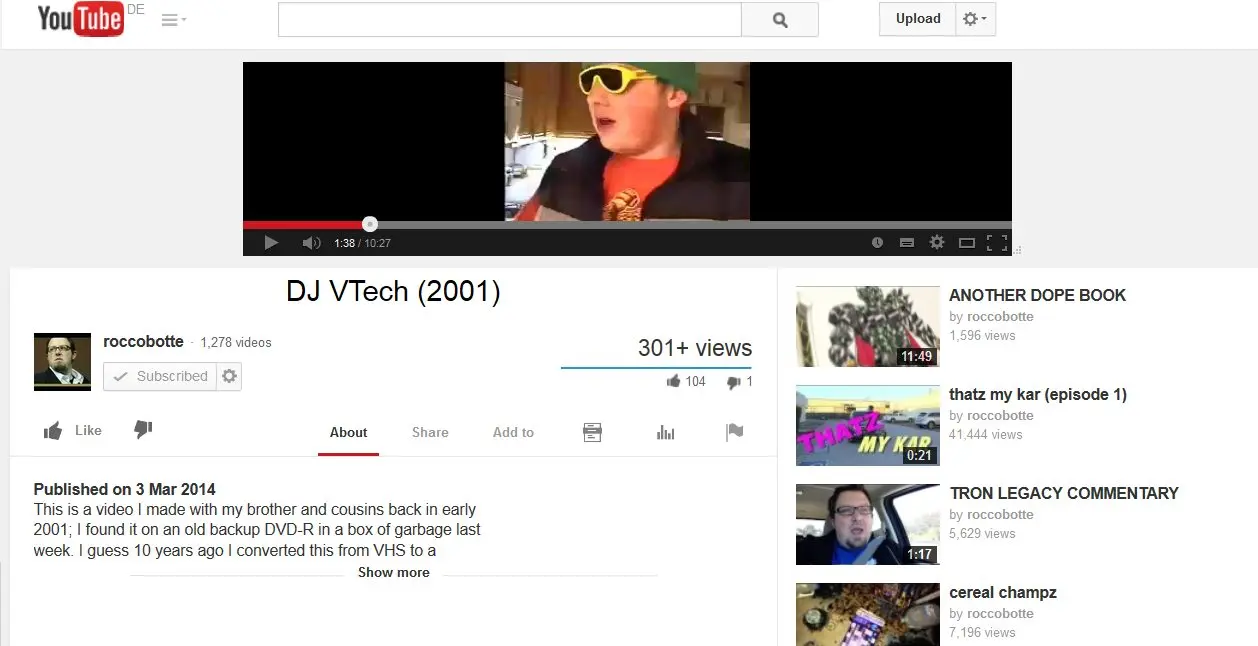 YouTube DE
Upload
1:38 / 10:27
DJ VTech (2001)
roccobotte · 1,278 videos
Subscribed
301+ views
104 1
Like
About Share Add to
Published on 3 Mar 2014
This is a video I made with my brother and cousins back in early
2001; I found it on an old backup DVD-R in a box of garbage last
week. I guess 10 years ago I converted this from VHS to a
Show more
11:49
ANOTHER DOPE BOOK
by roccobotte
1,596 views
THATZ MY KAR
0:21
thatz my kar (episode 1)
by roccobotte
41,444 views
1:17
TRON LEGACY COMMENTARY
by roccobotte
5,629 views
cereal champz
by roccobotte
7,196 views